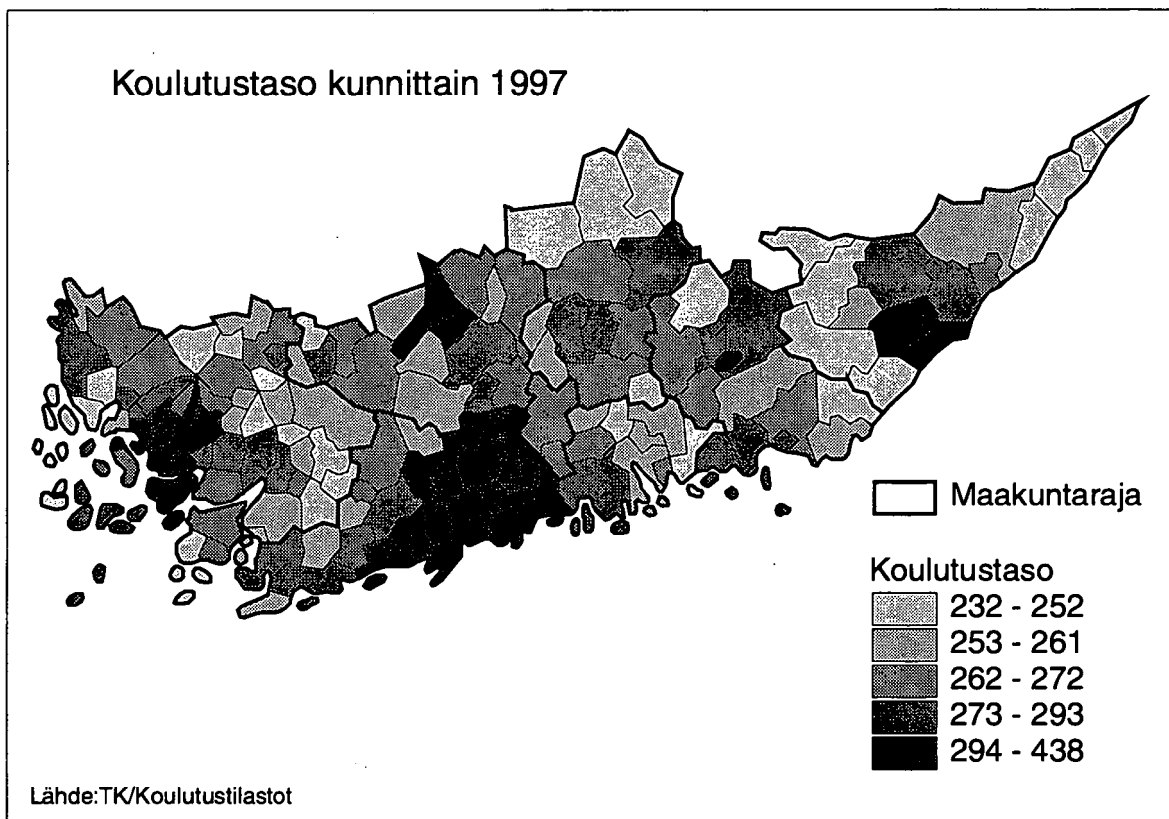 Koulutustaso kunnittain 1997
Maakuntaraja
Koulutustaso
232 - 252
253 - 261
262 - 272
273 - 293
294 - 438
Lähde:TK/Koulutustilastot